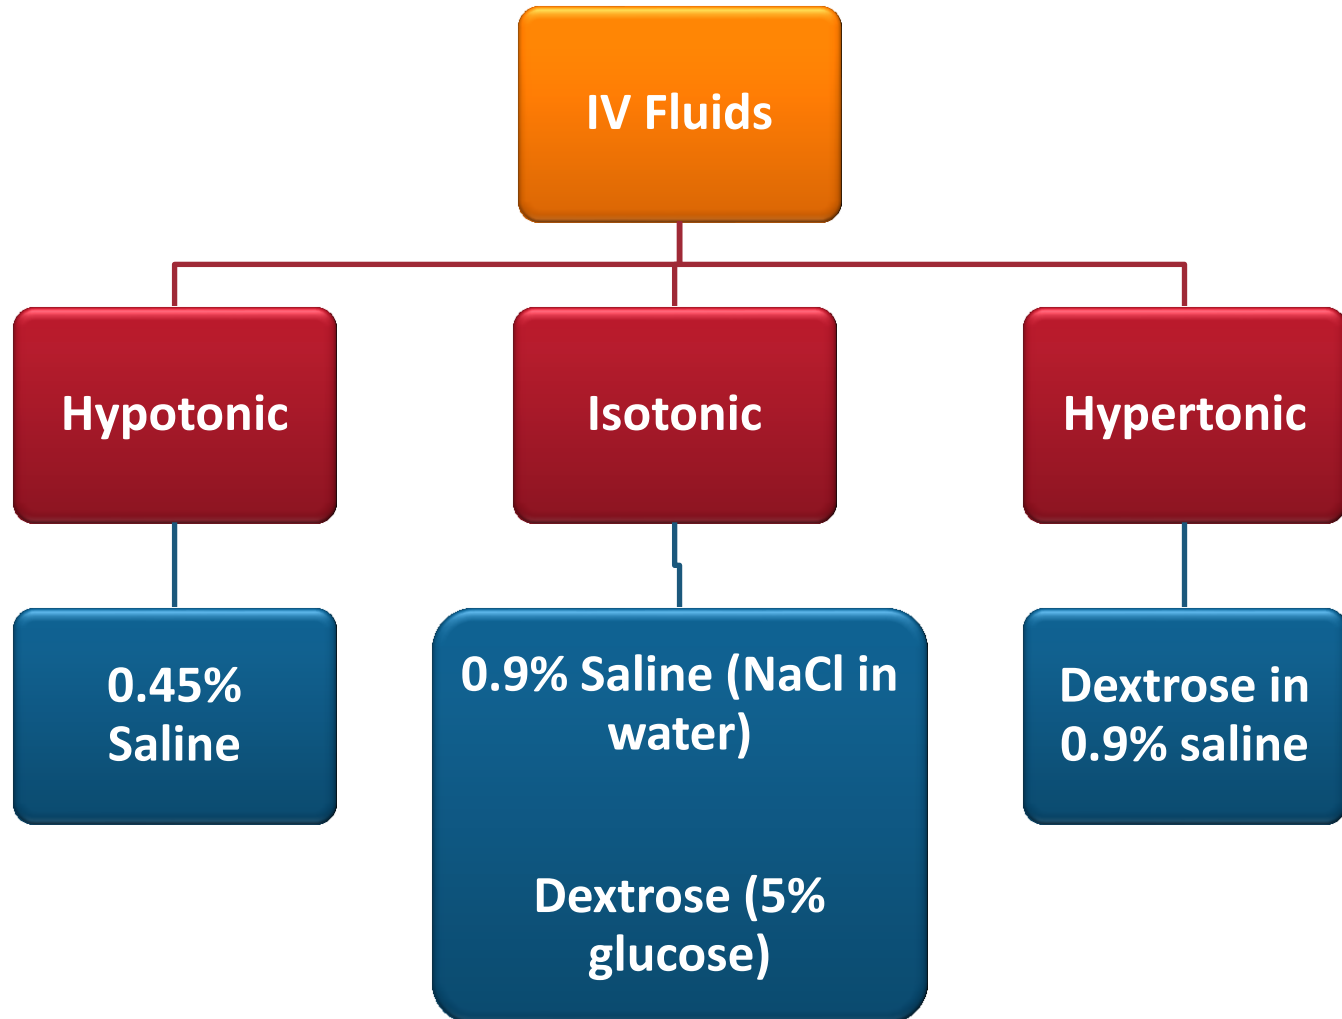 IV Fluids
Hypotonic
Isotonic
Hypertonic
0.45%
Saline
0.9% Saline (NaCl in
water)
Dextrose (5%
glucose)
Dextrose in
0.9% saline